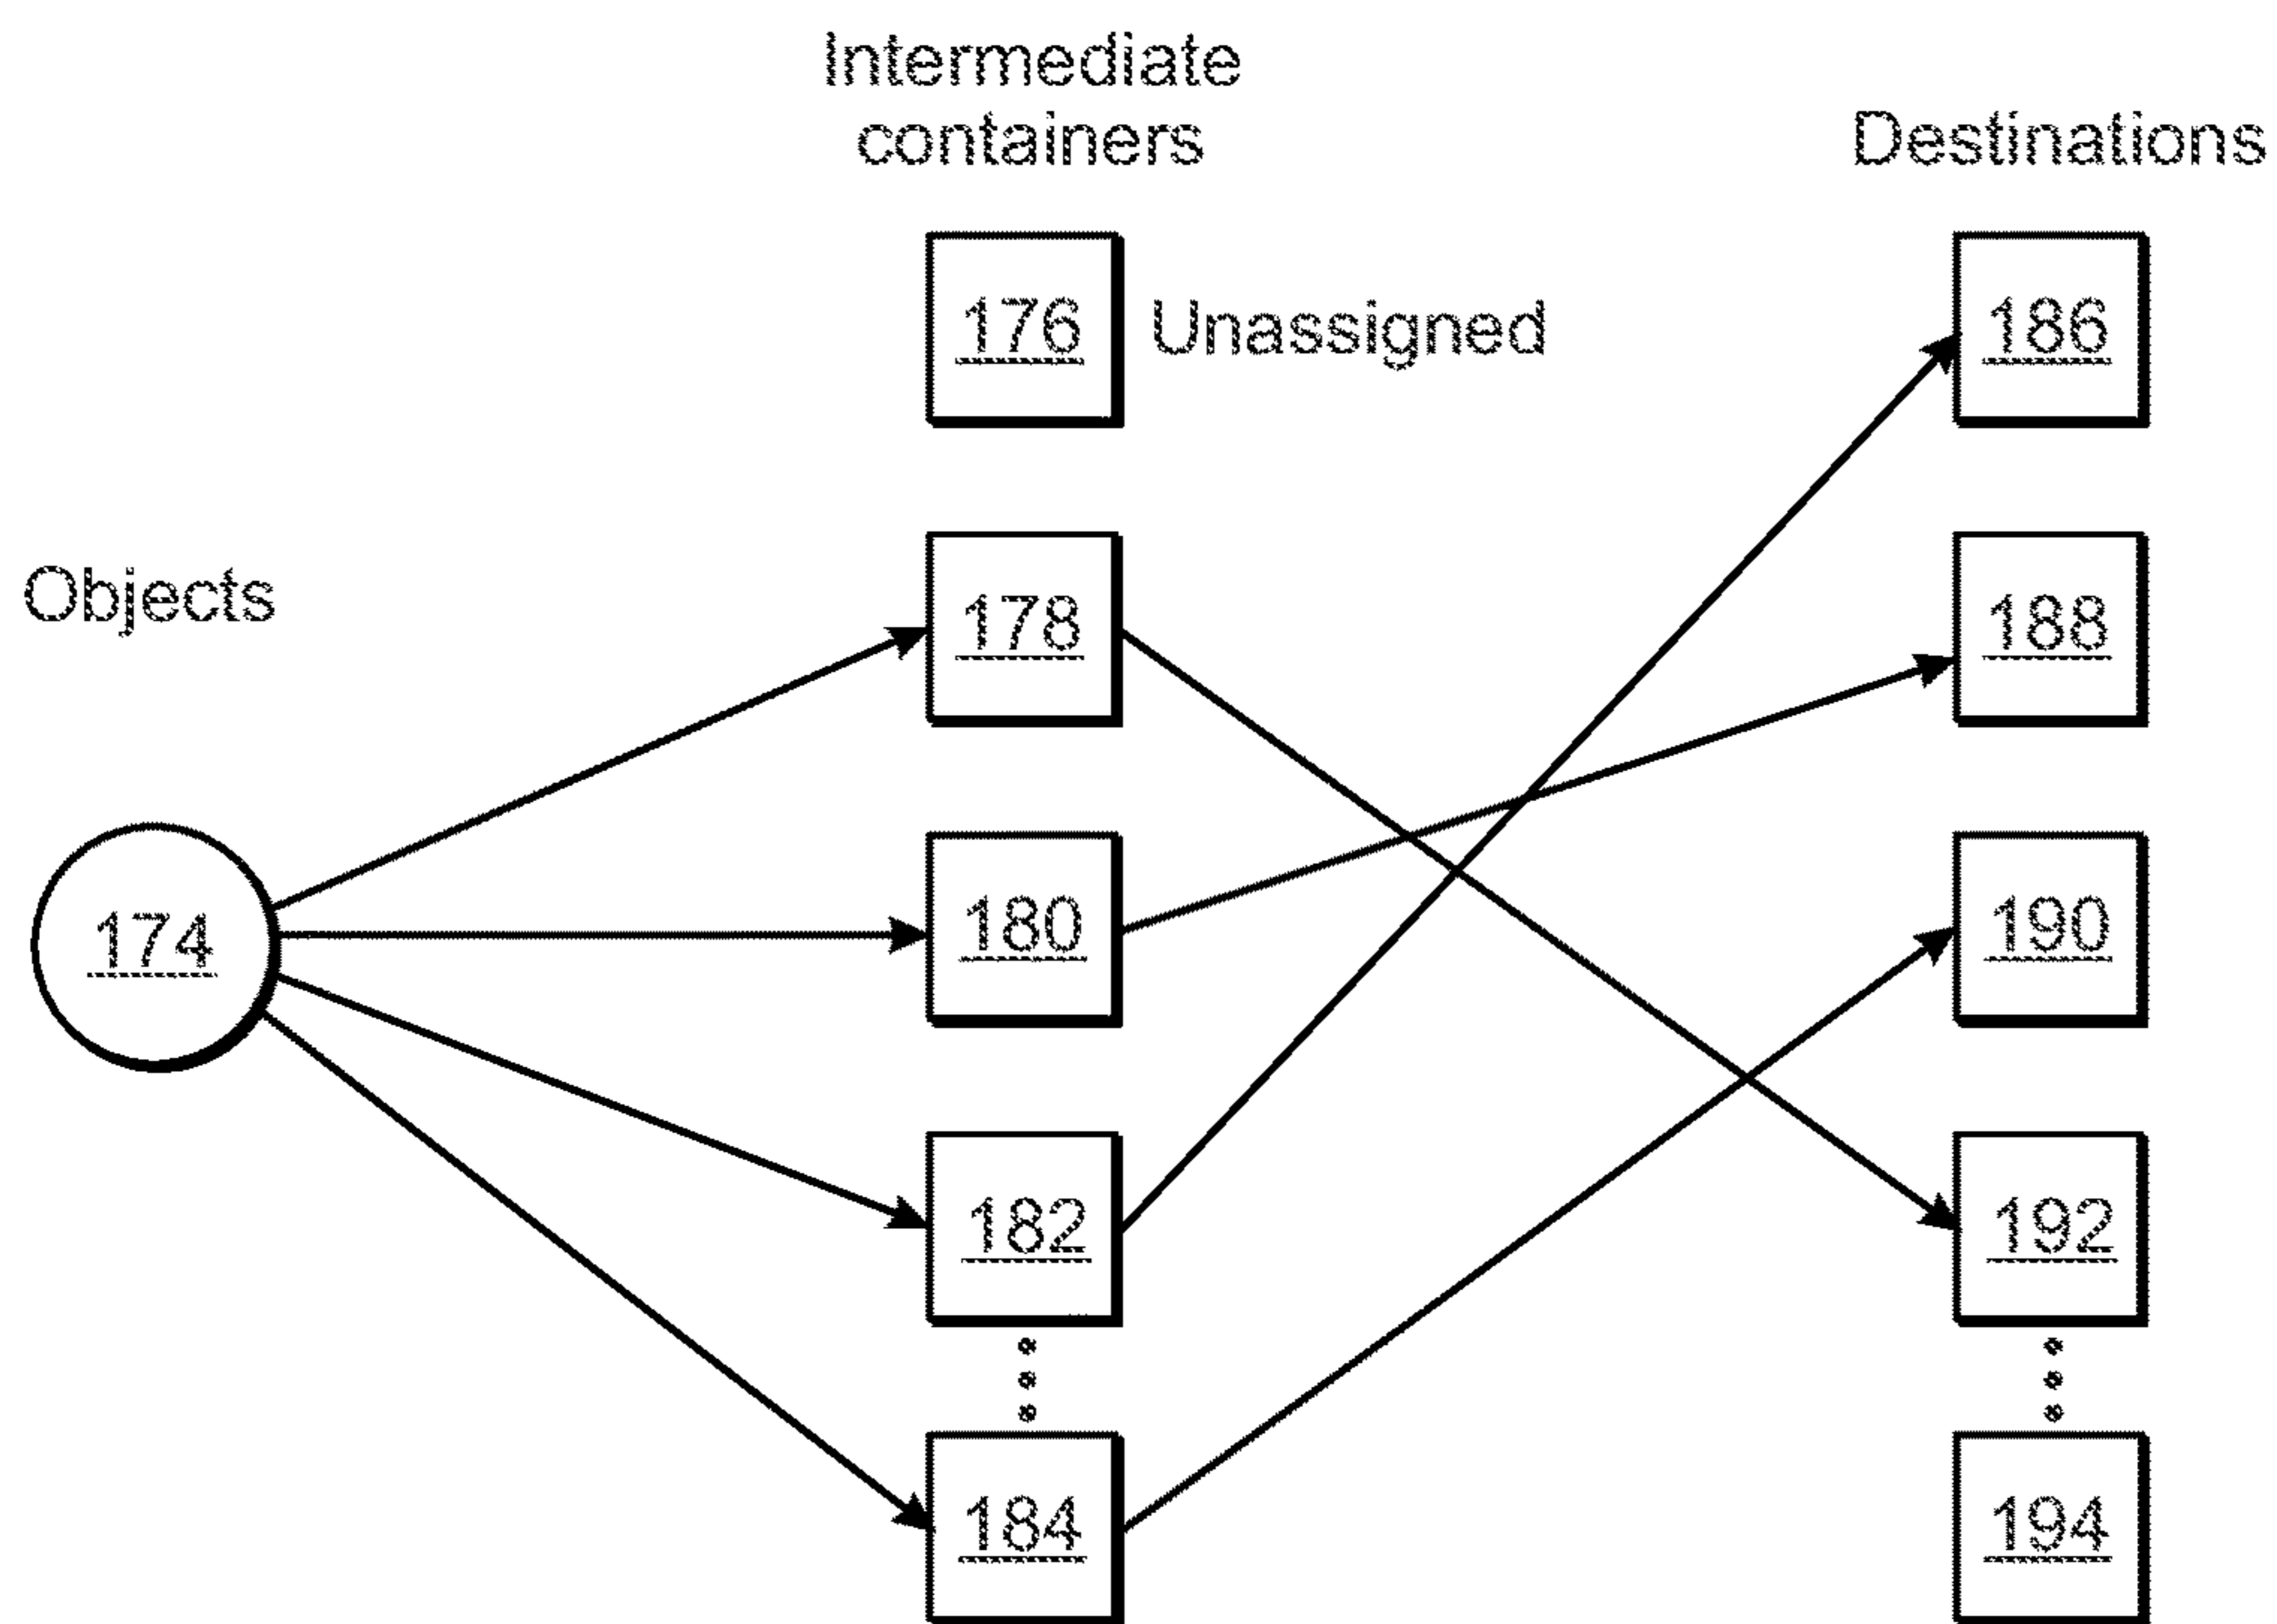 Intermediate
containers
Destinations
176 Unassigned
186
Objects
178
188
174
180
190
182
192
184
194